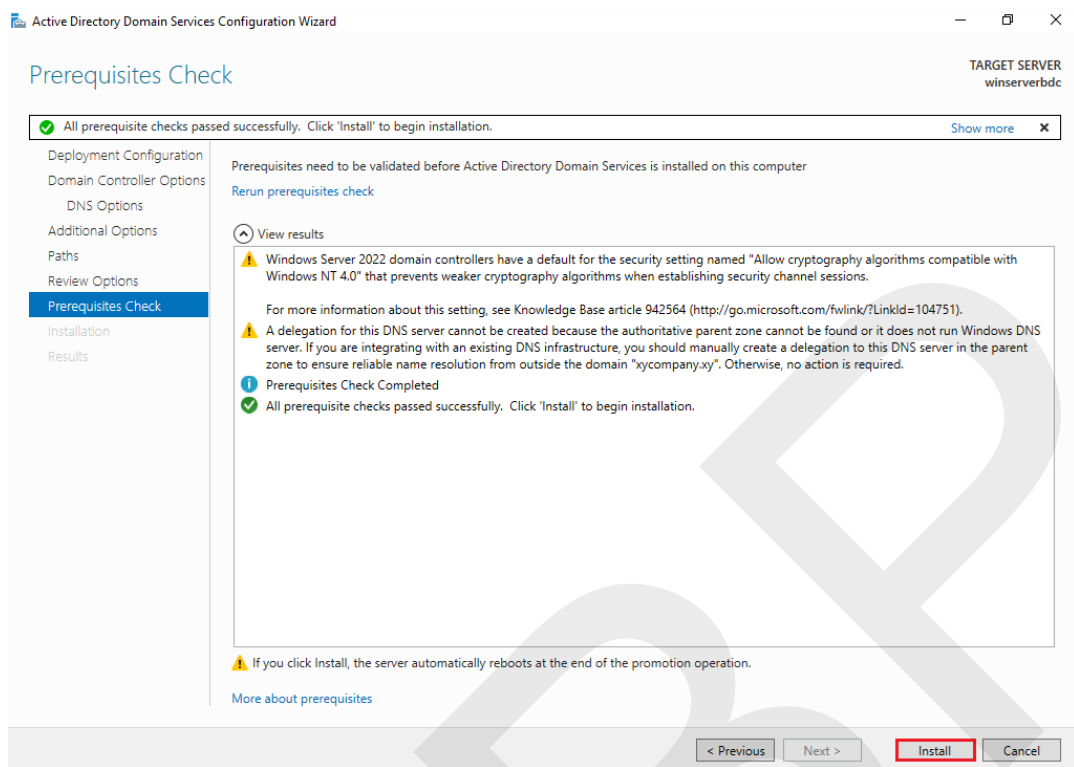 Active Directory Domain Services Configuration Wizard
Prerequisites Check
TARGET SERVER
winserverbdc
All prerequisite checks passed successfully.  Click 'Install' to begin installation.
Show more
Deployment Configuration
Domain Controller Options
DNS Options
Additional Options
Paths
Review Options
Prerequisites Check
Installation
Results
Prerequisites need to be validated before Active Directory Domain Services is installed on this computer
Rerun prerequisites check
View results
Windows Server 2022 domain controllers have a default for the security setting named "Allow cryptography algorithms compatible with
Windows NT 4.0" that prevents weaker cryptography algorithms when establishing security channel sessions.
For more information about this setting, see Knowledge Base article 942564 (http://go.microsoft.com/fwlink/?LinkId=104751).
A delegation for this DNS server cannot be created because the authoritative parent zone cannot be found or it does not run Windows DNS
server. If you are integrating with an existing DNS infrastructure, you should manually create a delegation to this DNS server in the parent
zone to ensure reliable name resolution from outside the domain "xycompany.xy". Otherwise, no action is required.
Prerequisites Check Completed
All prerequisite checks passed successfully.  Click 'Install' to begin installation.
If you click Install, the server automatically reboots at the end of the promotion operation.
More about prerequisites
< Previous
Next >
Install
Cancel